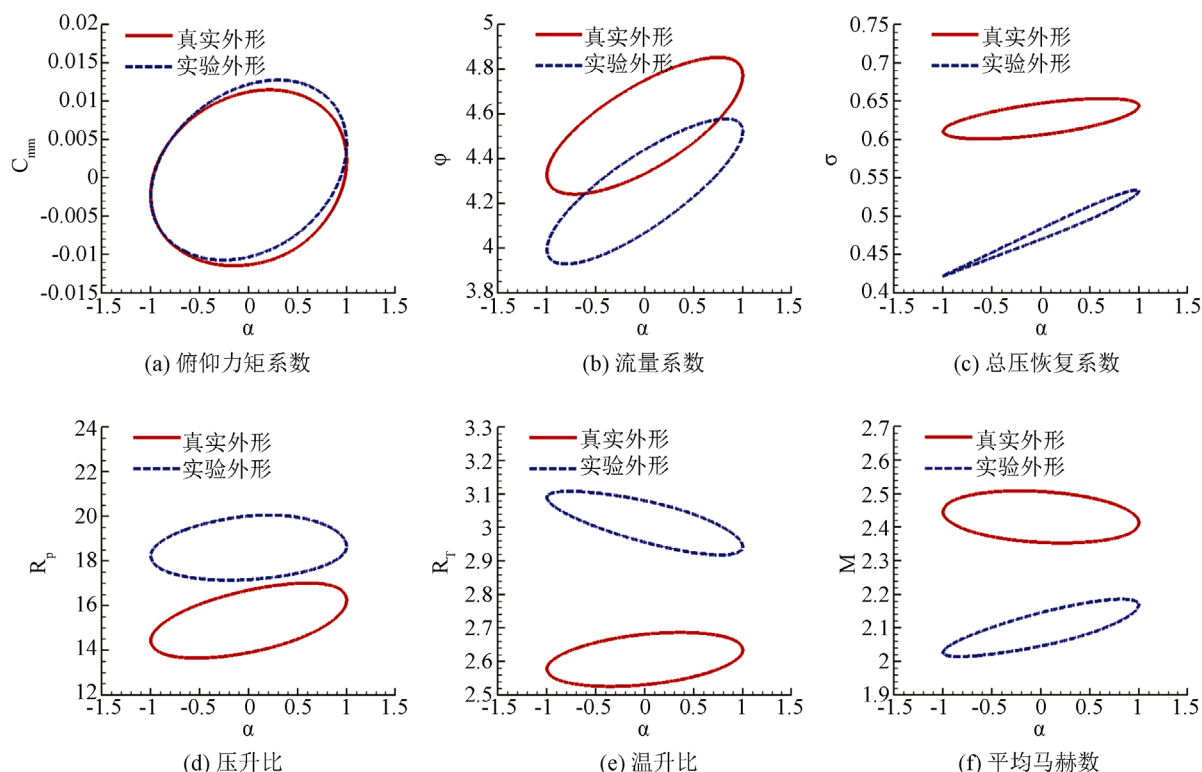 0.02
0.015
0.01
0.005
0
-0.005
-0.01
-0.015
C_mm
真实外形
实验外形
-1.5 -1 -0.5 0 0.5 1 1.5
α
(a) 俯仰力矩系数
5
4.8
4.6
4.4
4.2
4
3.8
φ
真实外形
实验外形
-1.5 -1 -0.5 0 0.5 1 1.5
α
(b) 流量系数
0.75
0.7
0.65
0.6
0.55
0.5
0.45
0.4
σ
真实外形
实验外形
-1.5 -1 -0.5 0 0.5 1 1.5
α
(c) 总压恢复系数
24
22
20
18
16
14
12
R_p
真实外形
实验外形
-1.5 -1 -0.5 0 0.5 1 1.5
α
(d) 压升比
3.3
3.2
3.1
3
2.9
2.8
2.7
2.6
2.5
R_T
真实外形
实验外形
-1.5 -1 -0.5 0 0.5 1 1.5
α
(e) 温升比
2.7
2.6
2.5
2.4
2.3
2.2
2.1
2
1.9
M
真实外形
实验外形
-1.5 -1 -0.5 0 0.5 1 1.5
α
(f) 平均马赫数